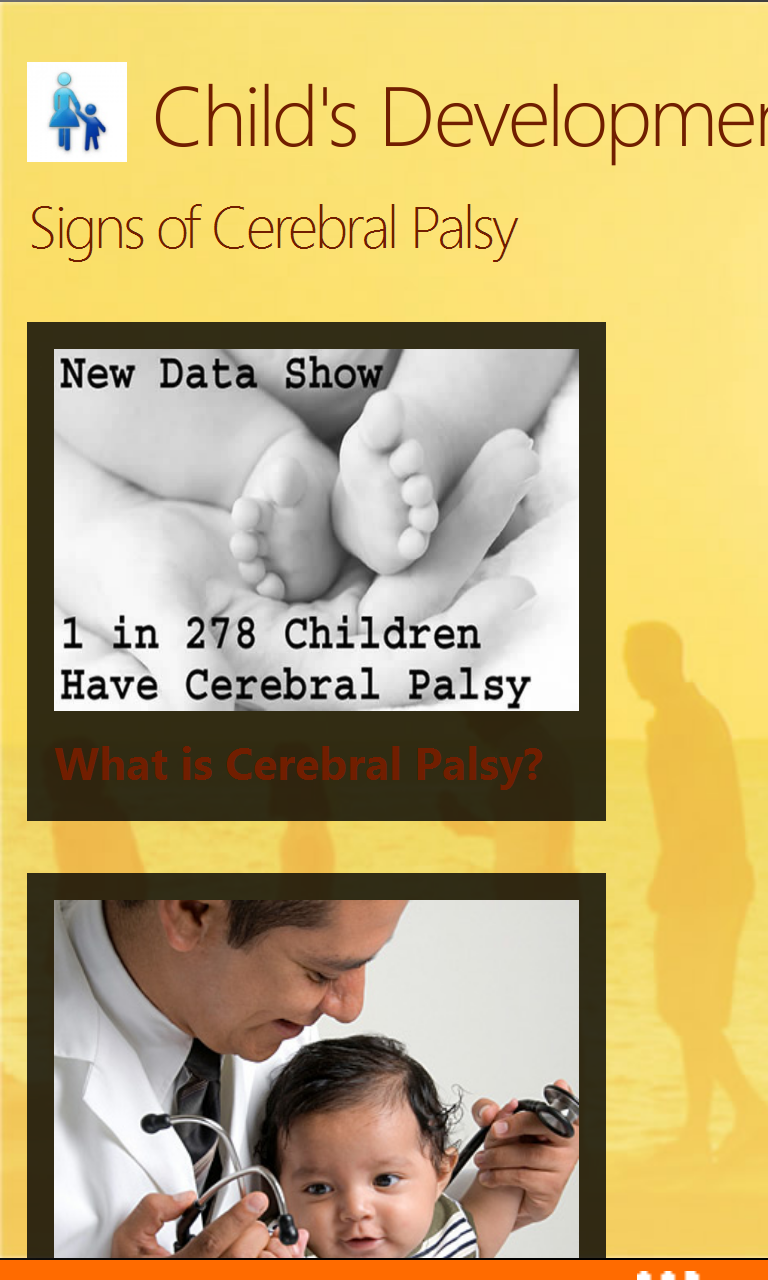 Child's Developmen
Signs of Cerebral Palsy
New Data Show
1 in 278 Children
Have Cerebral Palsy
What is Cerebral Palsy?